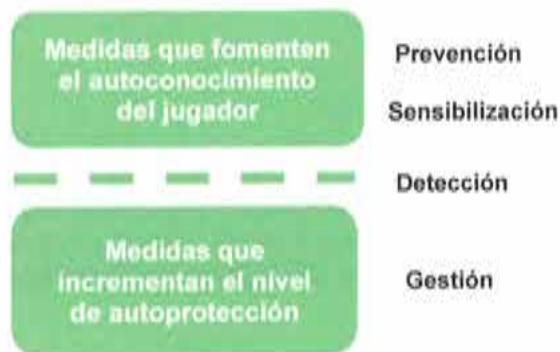 Medidas que fomenten
el autoconocimiento
del jugador
Prevención
Sensibilización
Detección
Medidas que
incrementan el nivel
de autoprotección
Gestión